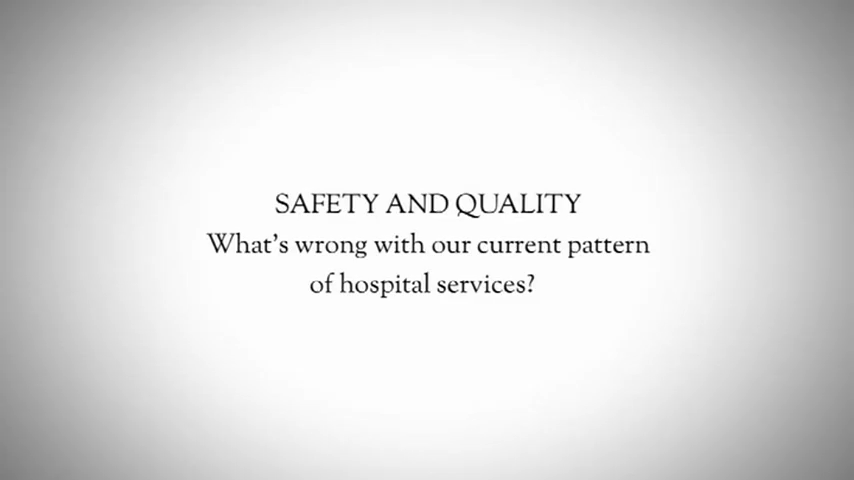 SAFETY AND QUALITY
What's wrong with our current pattern
of hospital services?